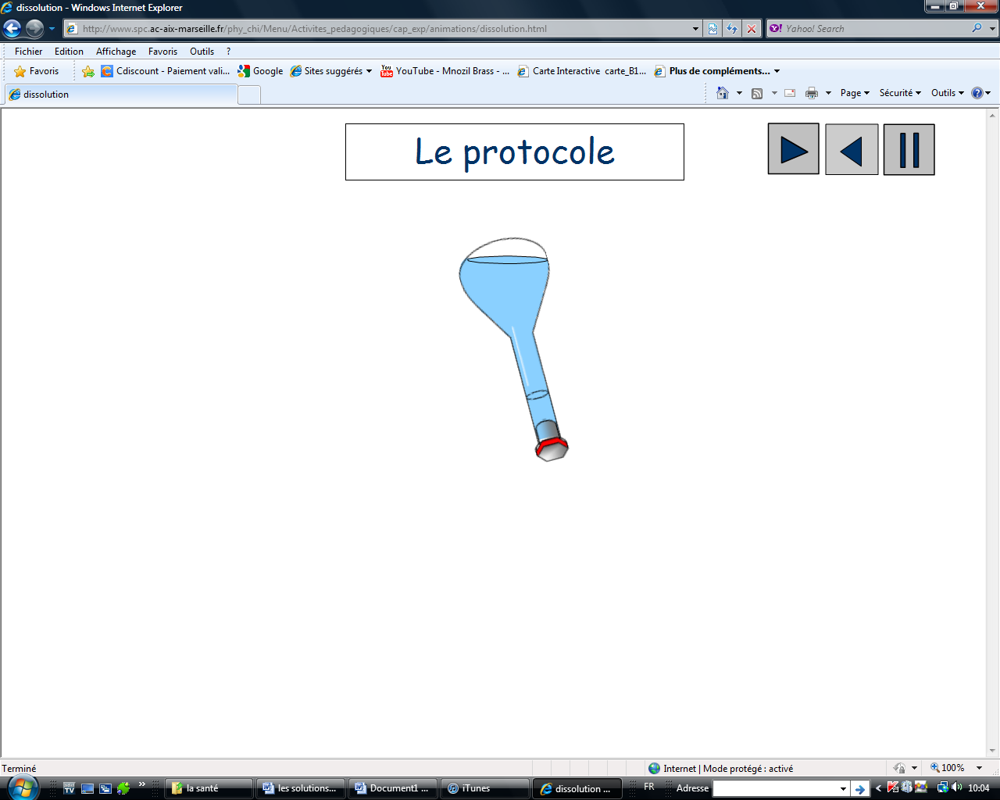 dissolution - Windows Internet Explorer
http://www.spc.ac-aix-marseille.fr/phy_chi/Menu/Activites_pedagogiques/cap_exp/animations/dissolution.html
Yahoo! Search
Fichier Edition Affichage Favoris Outils ?
Favoris Cdiscount - Paiement vali... Google Sites suggérés YouTube - Mnozil Brass - ... Carte Interactive carte_B1... Plus de compléments...
dissolution Page Sécurité Outils
Le protocole
Terminé Internet | Mode protégé : activé 100%
la santé les solutions... Document1 ... iTunes dissolution ... FR Adresse 10:04